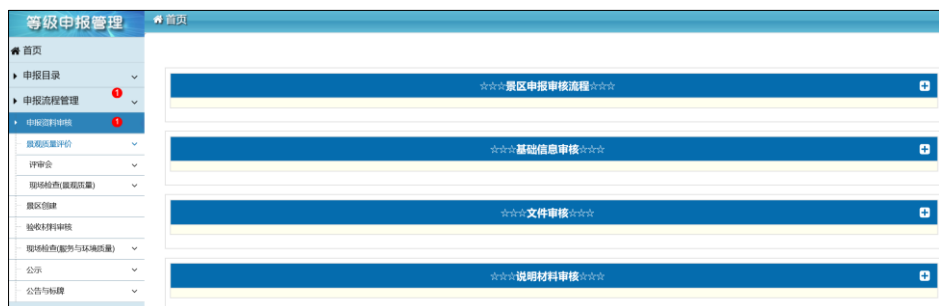 等级申报管理
首页
首页
申报目录
申报流程管理
1
申报资料审核
1
景观质量评价
评审会
现场检查(景观质量)
景区创建
验收材料审核
现场检查(服务与环境质量)
公示
公告与标牌
☆☆☆景区申报审核流程☆☆☆
☆☆☆基础信息审核☆☆☆
☆☆☆文件审核☆☆☆
☆☆☆说明材料审核☆☆☆